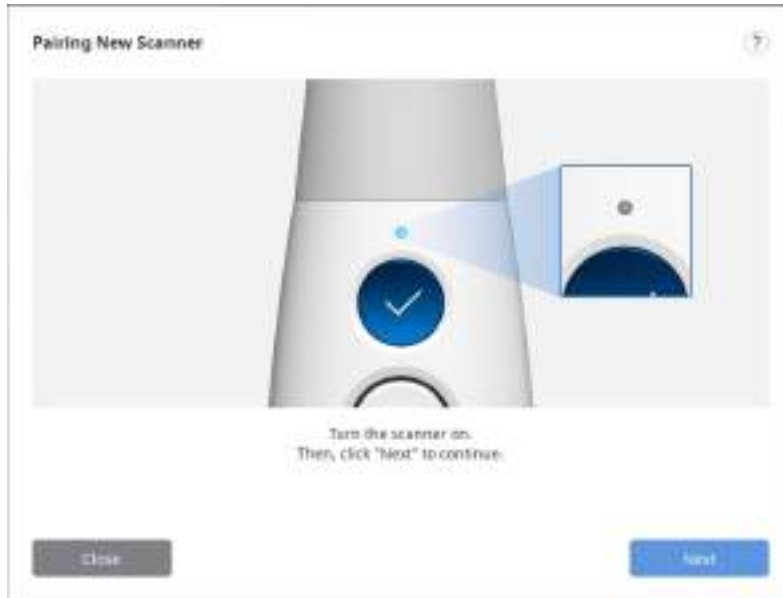 Pairing New Scanner
?
Turn the scanner on.
Then, click "Next" to continue.
Close
Next